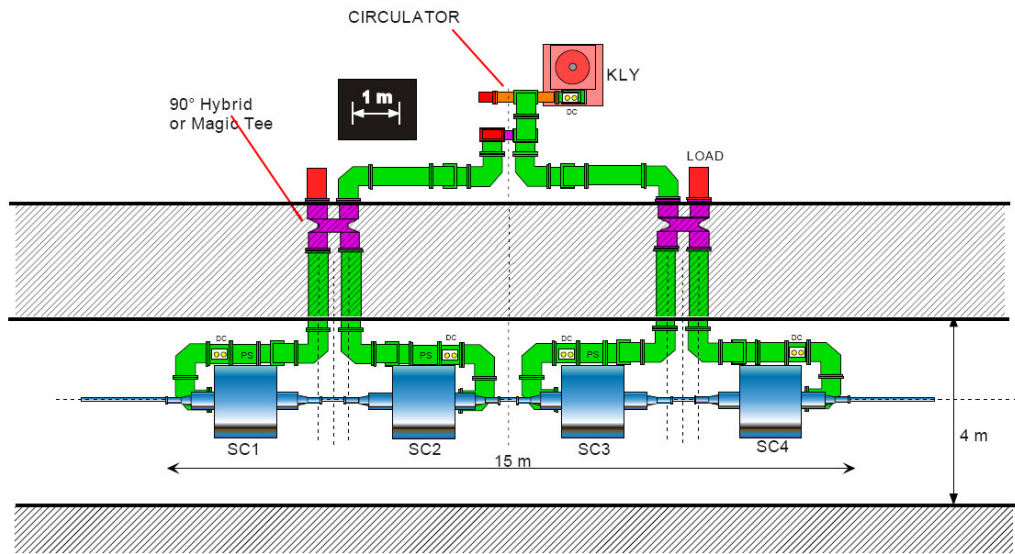 CIRCULATOR
KLY
1 m
DC
90° Hybrid
or Magic Tee
LOAD
DC
PS
DC
PS
DC
PS
DC
SC1
SC2
SC3
SC4
15 m
4 m